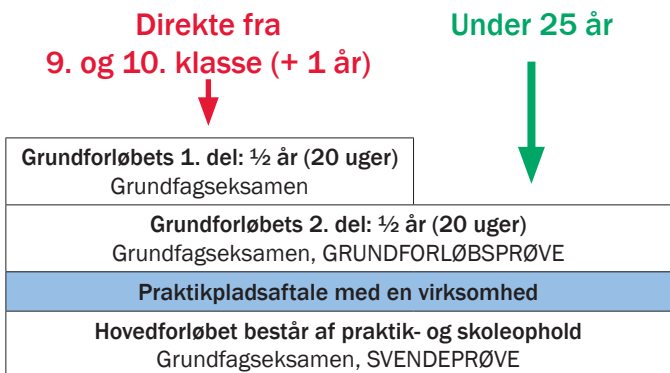 Direkte fra
9. og 10. klasse (+ 1 år)
Under 25 år
Grundforløbets 1. del: ½ år (20 uger)
Grundfagseksamen
Grundforløbets 2. del: ½ år (20 uger)
Grundfagseksamen, GRUNDFORLØBSPRØVE
Praktikpladsaftale med en virksomhed
Hovedforløbet består af praktik- og skoleophold
Grundfagseksamen, SVENDEPRØVE